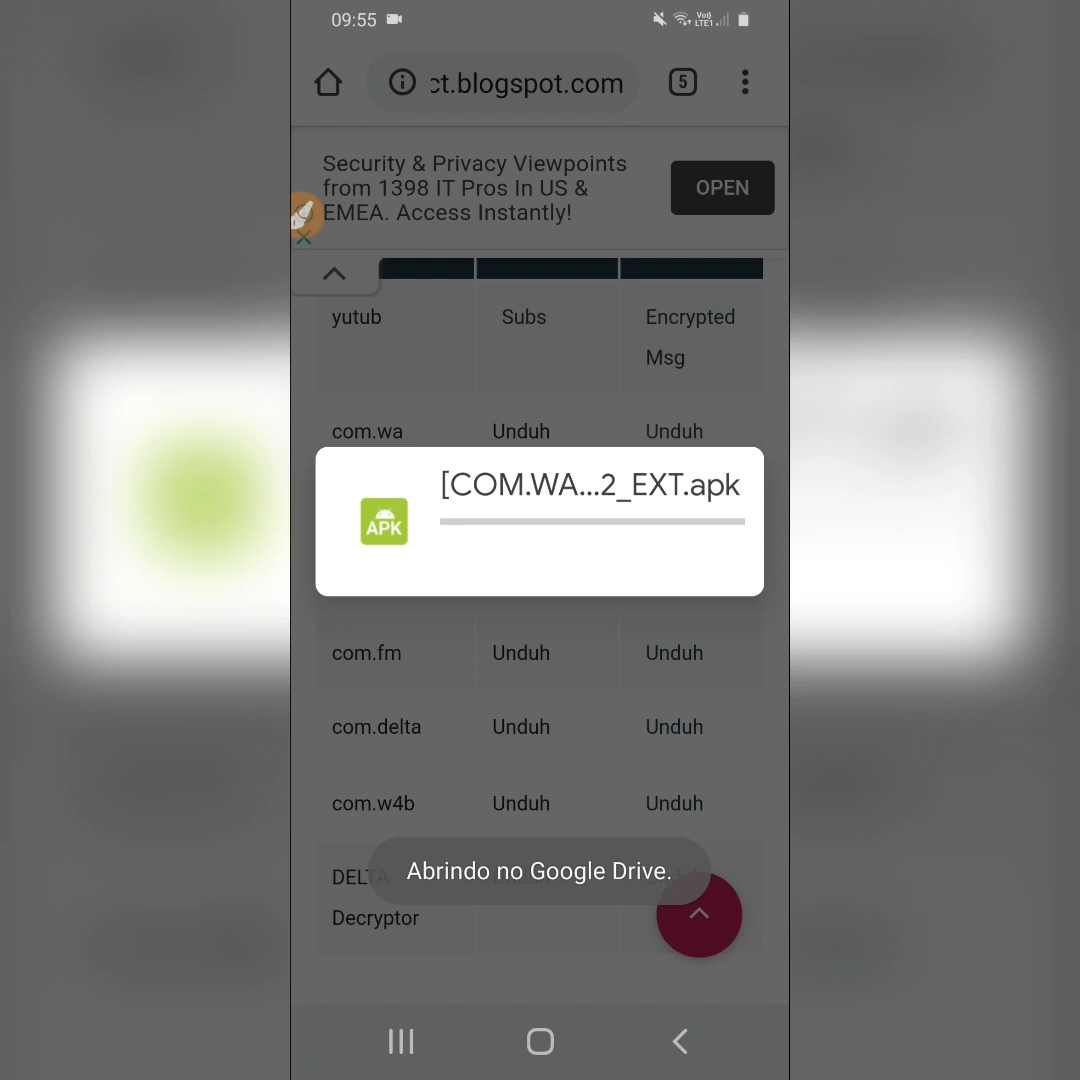 09:55
Vo))
LTE1
ct.blogspot.com
5
Security & Privacy Viewpoints
from 1398 IT Pros In US &
EMEA. Access Instantly!
OPEN
yutub
Subs
Encrypted
Msg
com.wa
Unduh
Unduh
[COM.WA...2_EXT.apk
APK
com.fm
Unduh
Unduh
com.delta
Unduh
Unduh
com.w4b
Unduh
Unduh
DELTA
Decryptor
Abrindo no Google Drive.